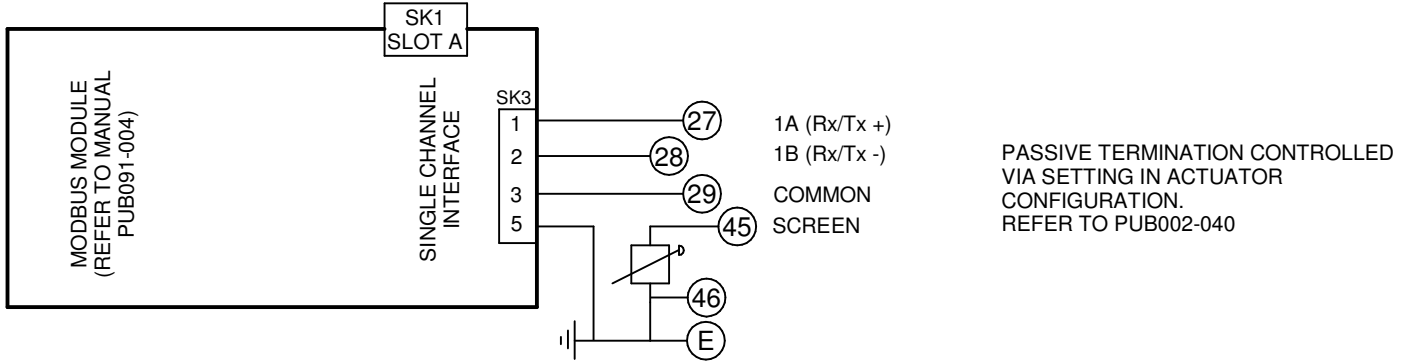 SK1
SLOT A
MODBUS MODULE
(REFER TO MANUAL
PUB091-004)
SINGLE CHANNEL
INTERFACE
SK3
1
27
1A (Rx/Tx +)
2
28
1B (Rx/Tx -)
3
29
COMMON
5
45
SCREEN
46
E
PASSIVE TERMINATION CONTROLLED
VIA SETTING IN ACTUATOR
CONFIGURATION.
REFER TO PUB002-040